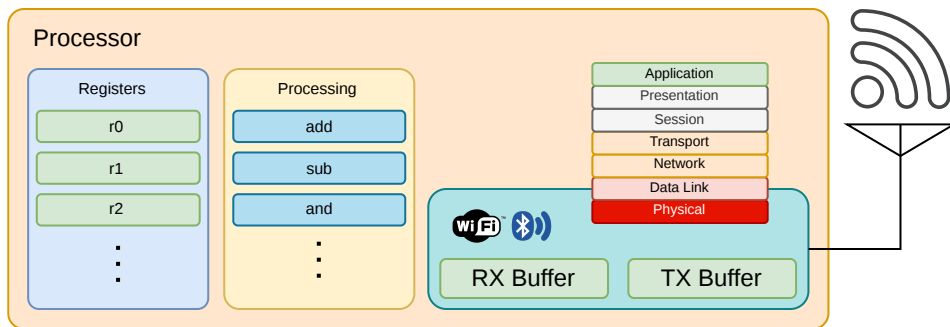 Processor
Registers
r0
r1
r2
Processing
add
sub
and
Application
Presentation
Session
Transport
Network
Data Link
Physical
WiFi™
RX Buffer
TX Buffer